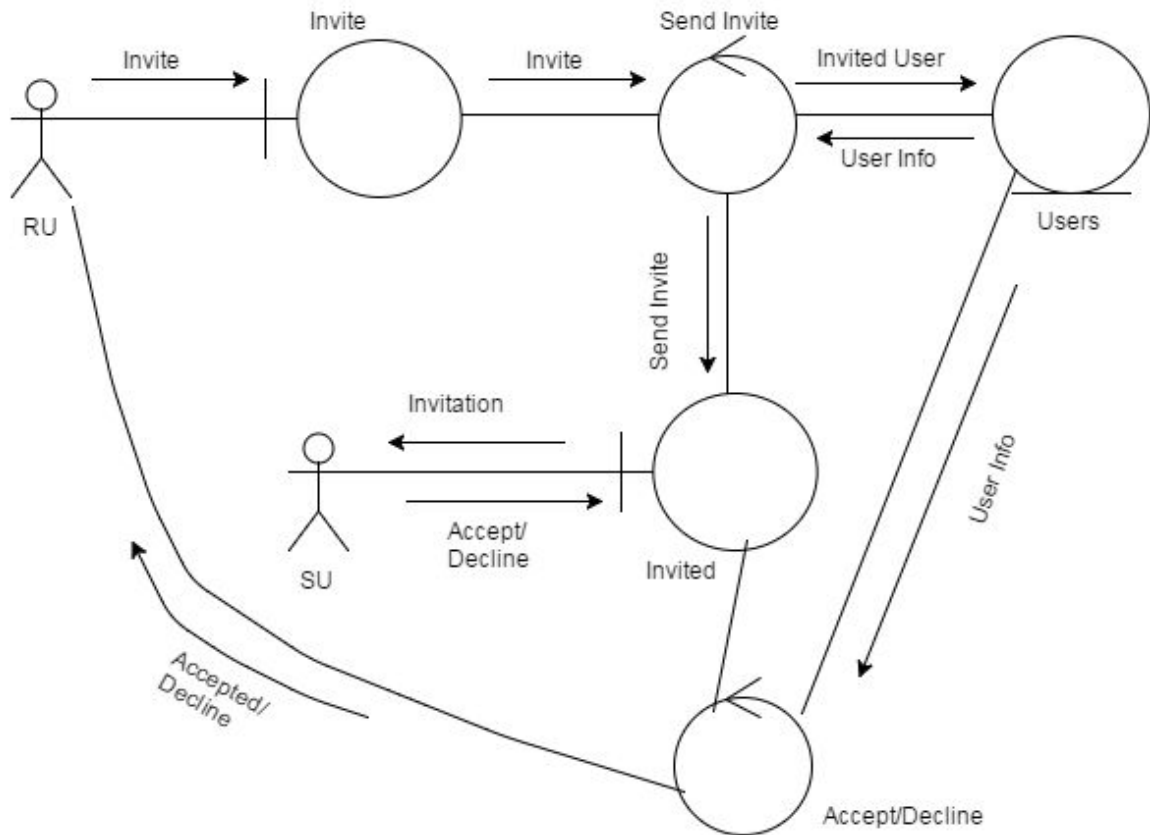 Invite
Send Invite
Invite
Invite
Invited User
User Info
RU
Users
Send Invite
Invitation
User Info
Accept/
Decline
SU
Invited
Accepted/
Decline
Accept/Decline